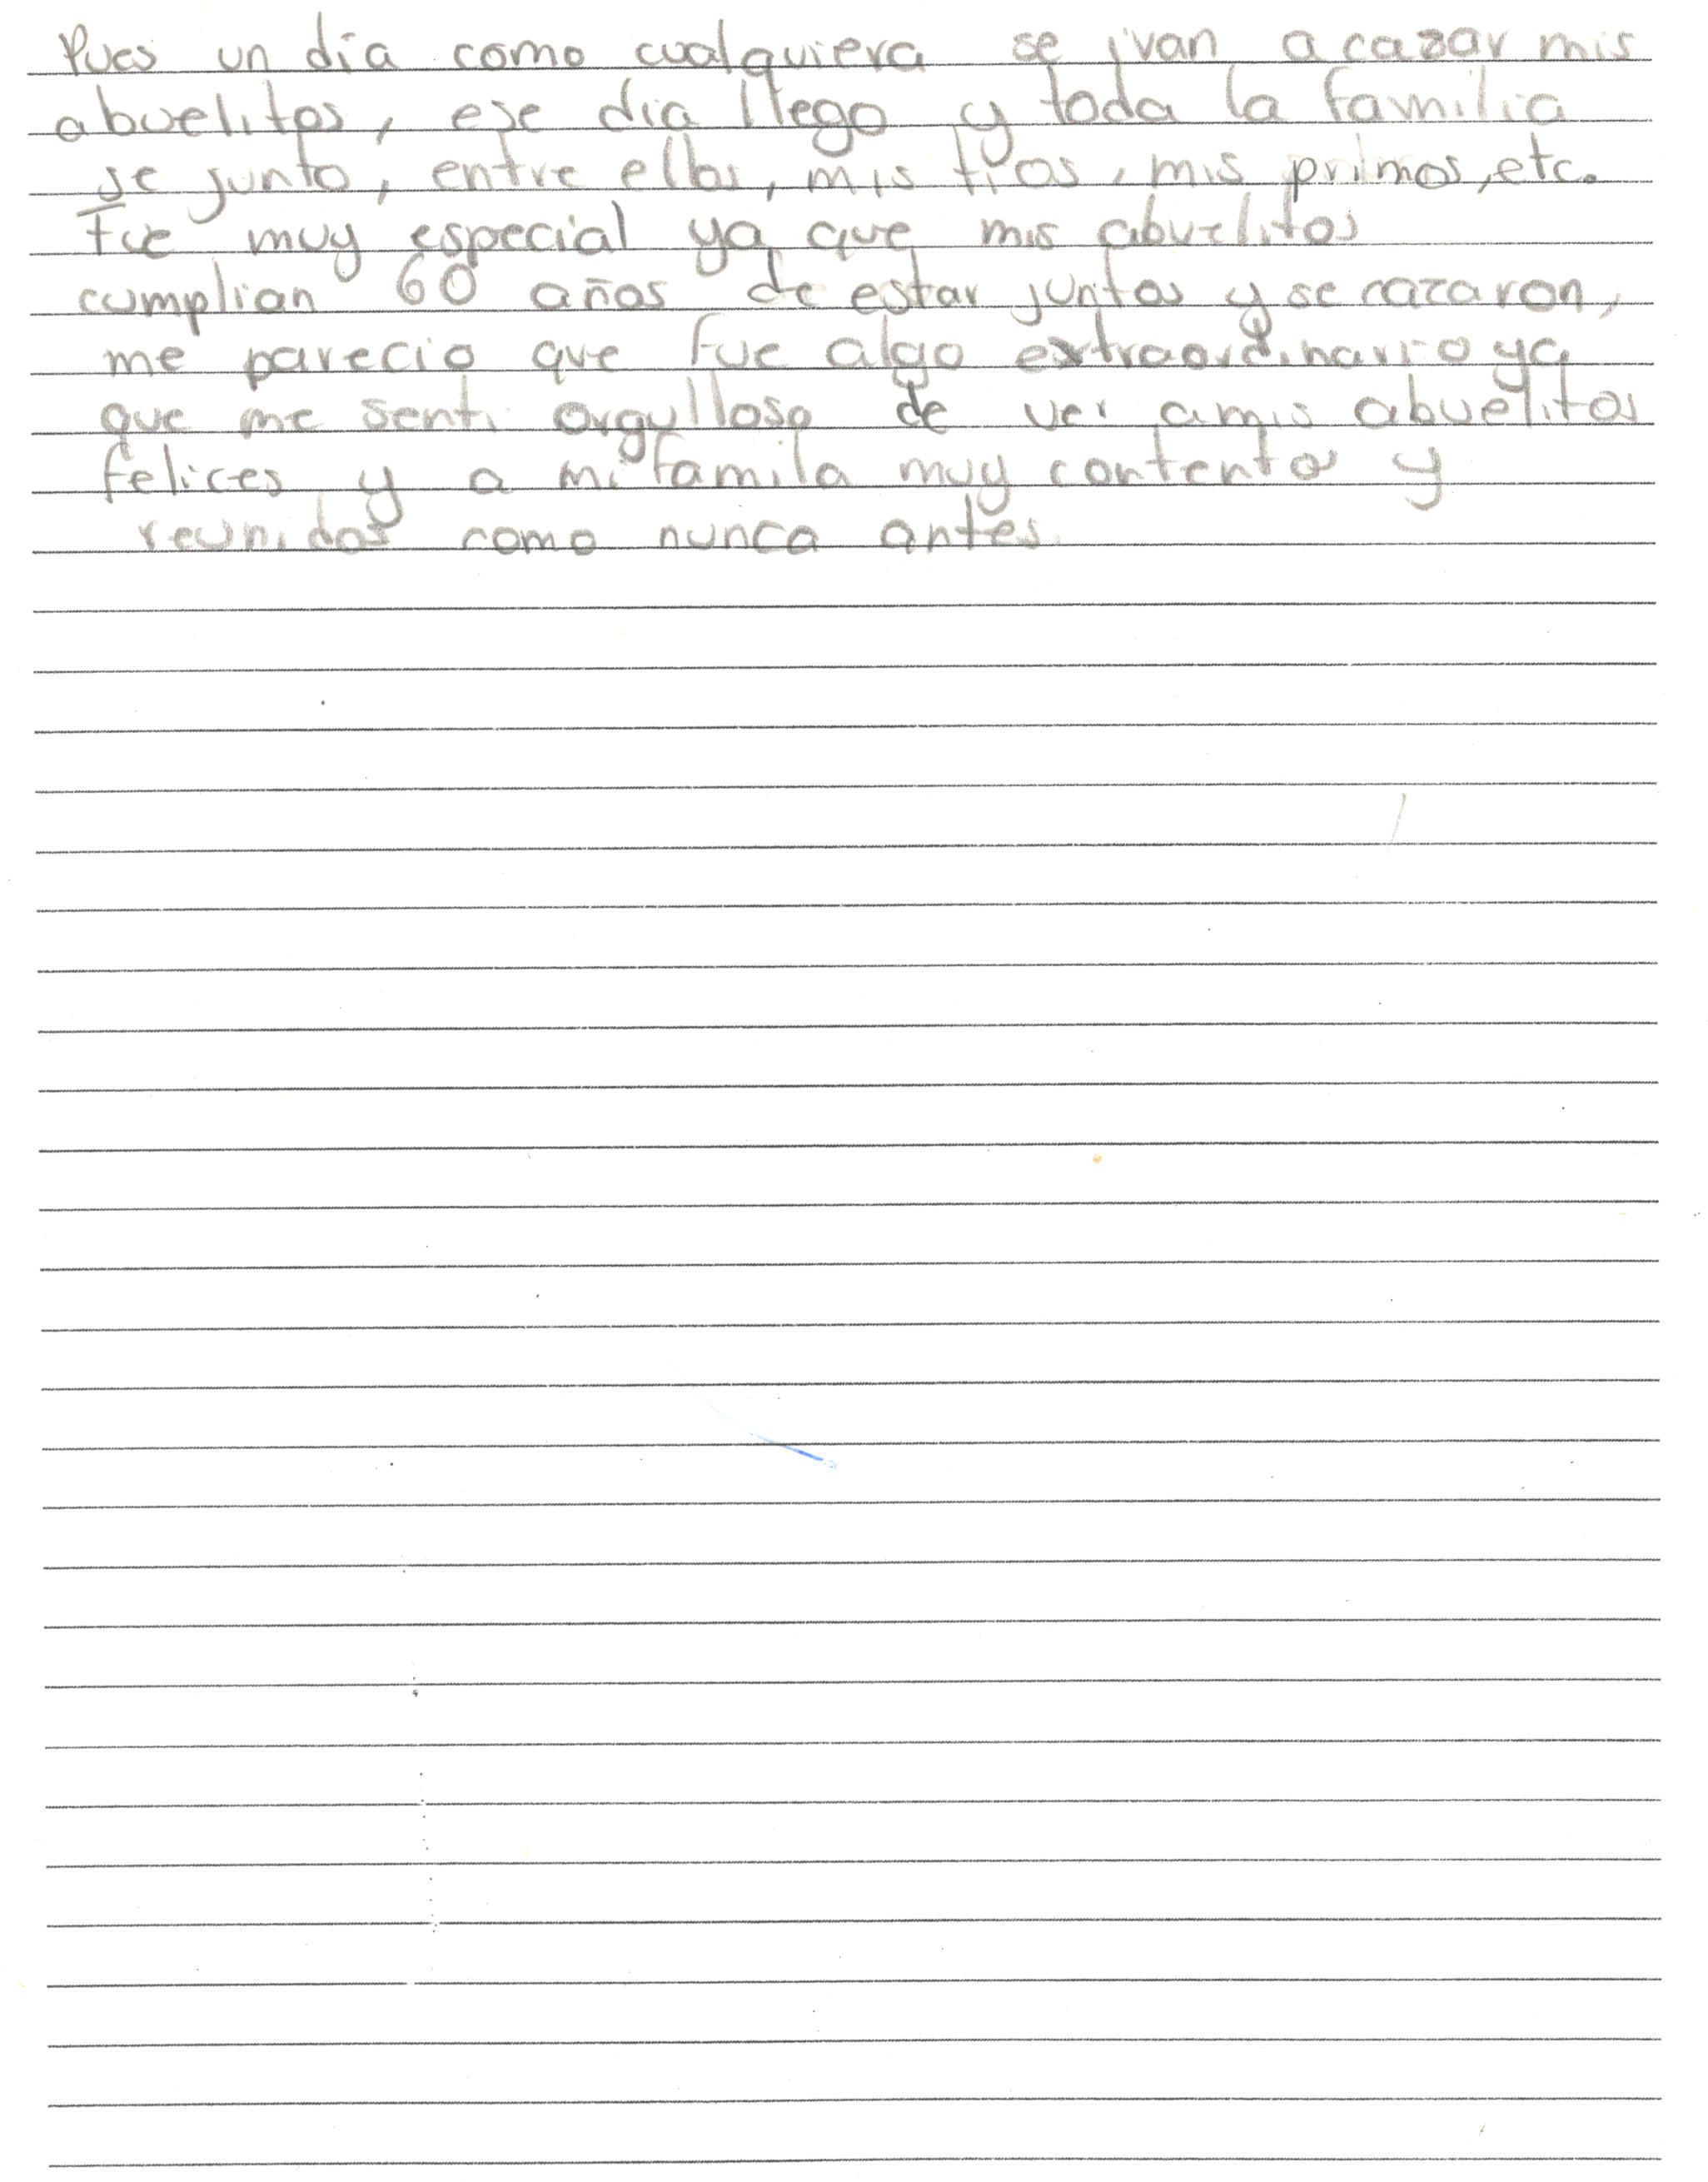 Pues un día como cualquiera se ivan a cazar mis
abuelitos, ese dia llego y toda la familia
se junto, entre ellos, mis tios, mis primos, etc.
Fue muy especial ya que mis abuelitos
cumplian 60 años de estar juntos y se cazaron,
me parecio que fue algo extraordinario ya
que me senti orgulloso de ver amis abuelitos
felices y a mi famila muy contentos y
reunidos como nunca antes.